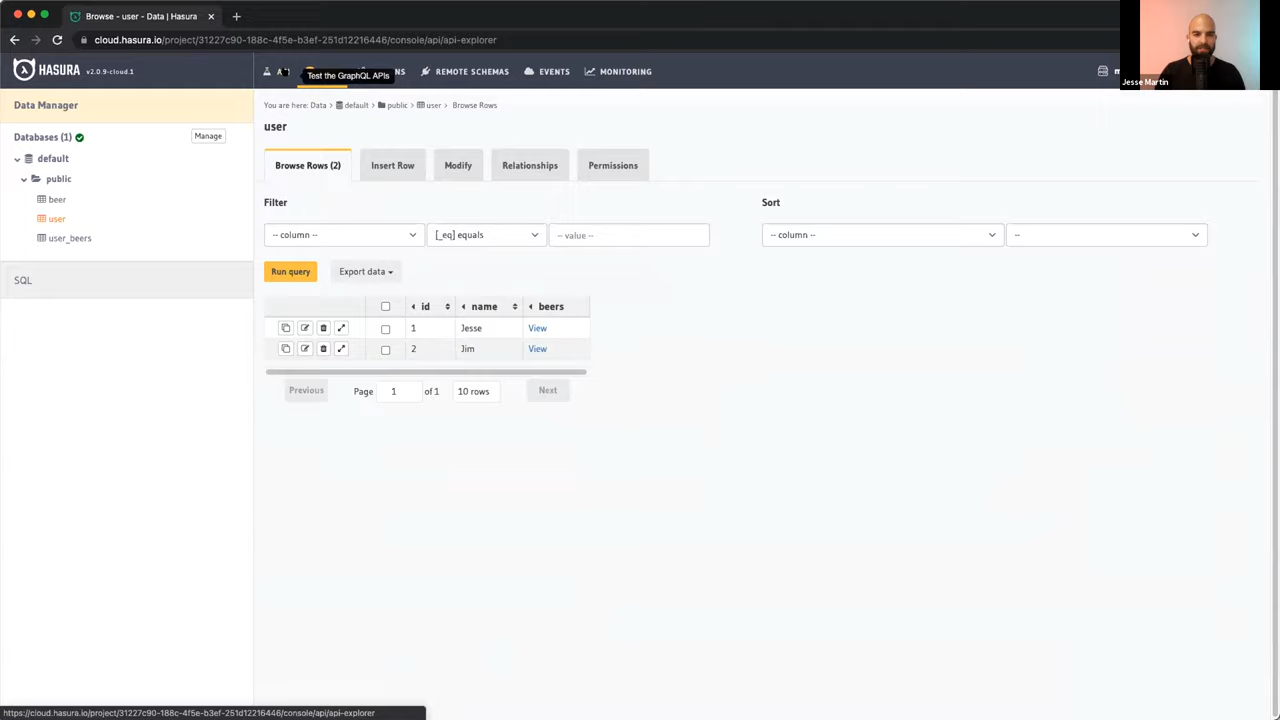 Browse - user - Data | Hasura
cloud.hasura.io/project/31227c90-188c-4f5e-b3ef-251d12216446/console/api/api-explorer
HASURA v2.0.9-cloud.1
Test the GraphQL APIs
REMOTE SCHEMAS
EVENTS
MONITORING
Jesse Martin
Data Manager
You are here: Data > default > public > user > Browse Rows
user
Databases (1)
Manage
default
public
beer
user
user_beers
SQL
Browse Rows (2)
Insert Row
Modify
Relationships
Permissions
Filter
Sort
-- column --
[_eq] equals
-- value --
-- column --
--
Run query
Export data
id name beers
1 Jesse View
2 Jim View
Previous
Page 1 of 1
10 rows
Next
https://cloud.hasura.io/project/31227c90-188c-4f5e-b3ef-251d12216446/console/api/api-explorer